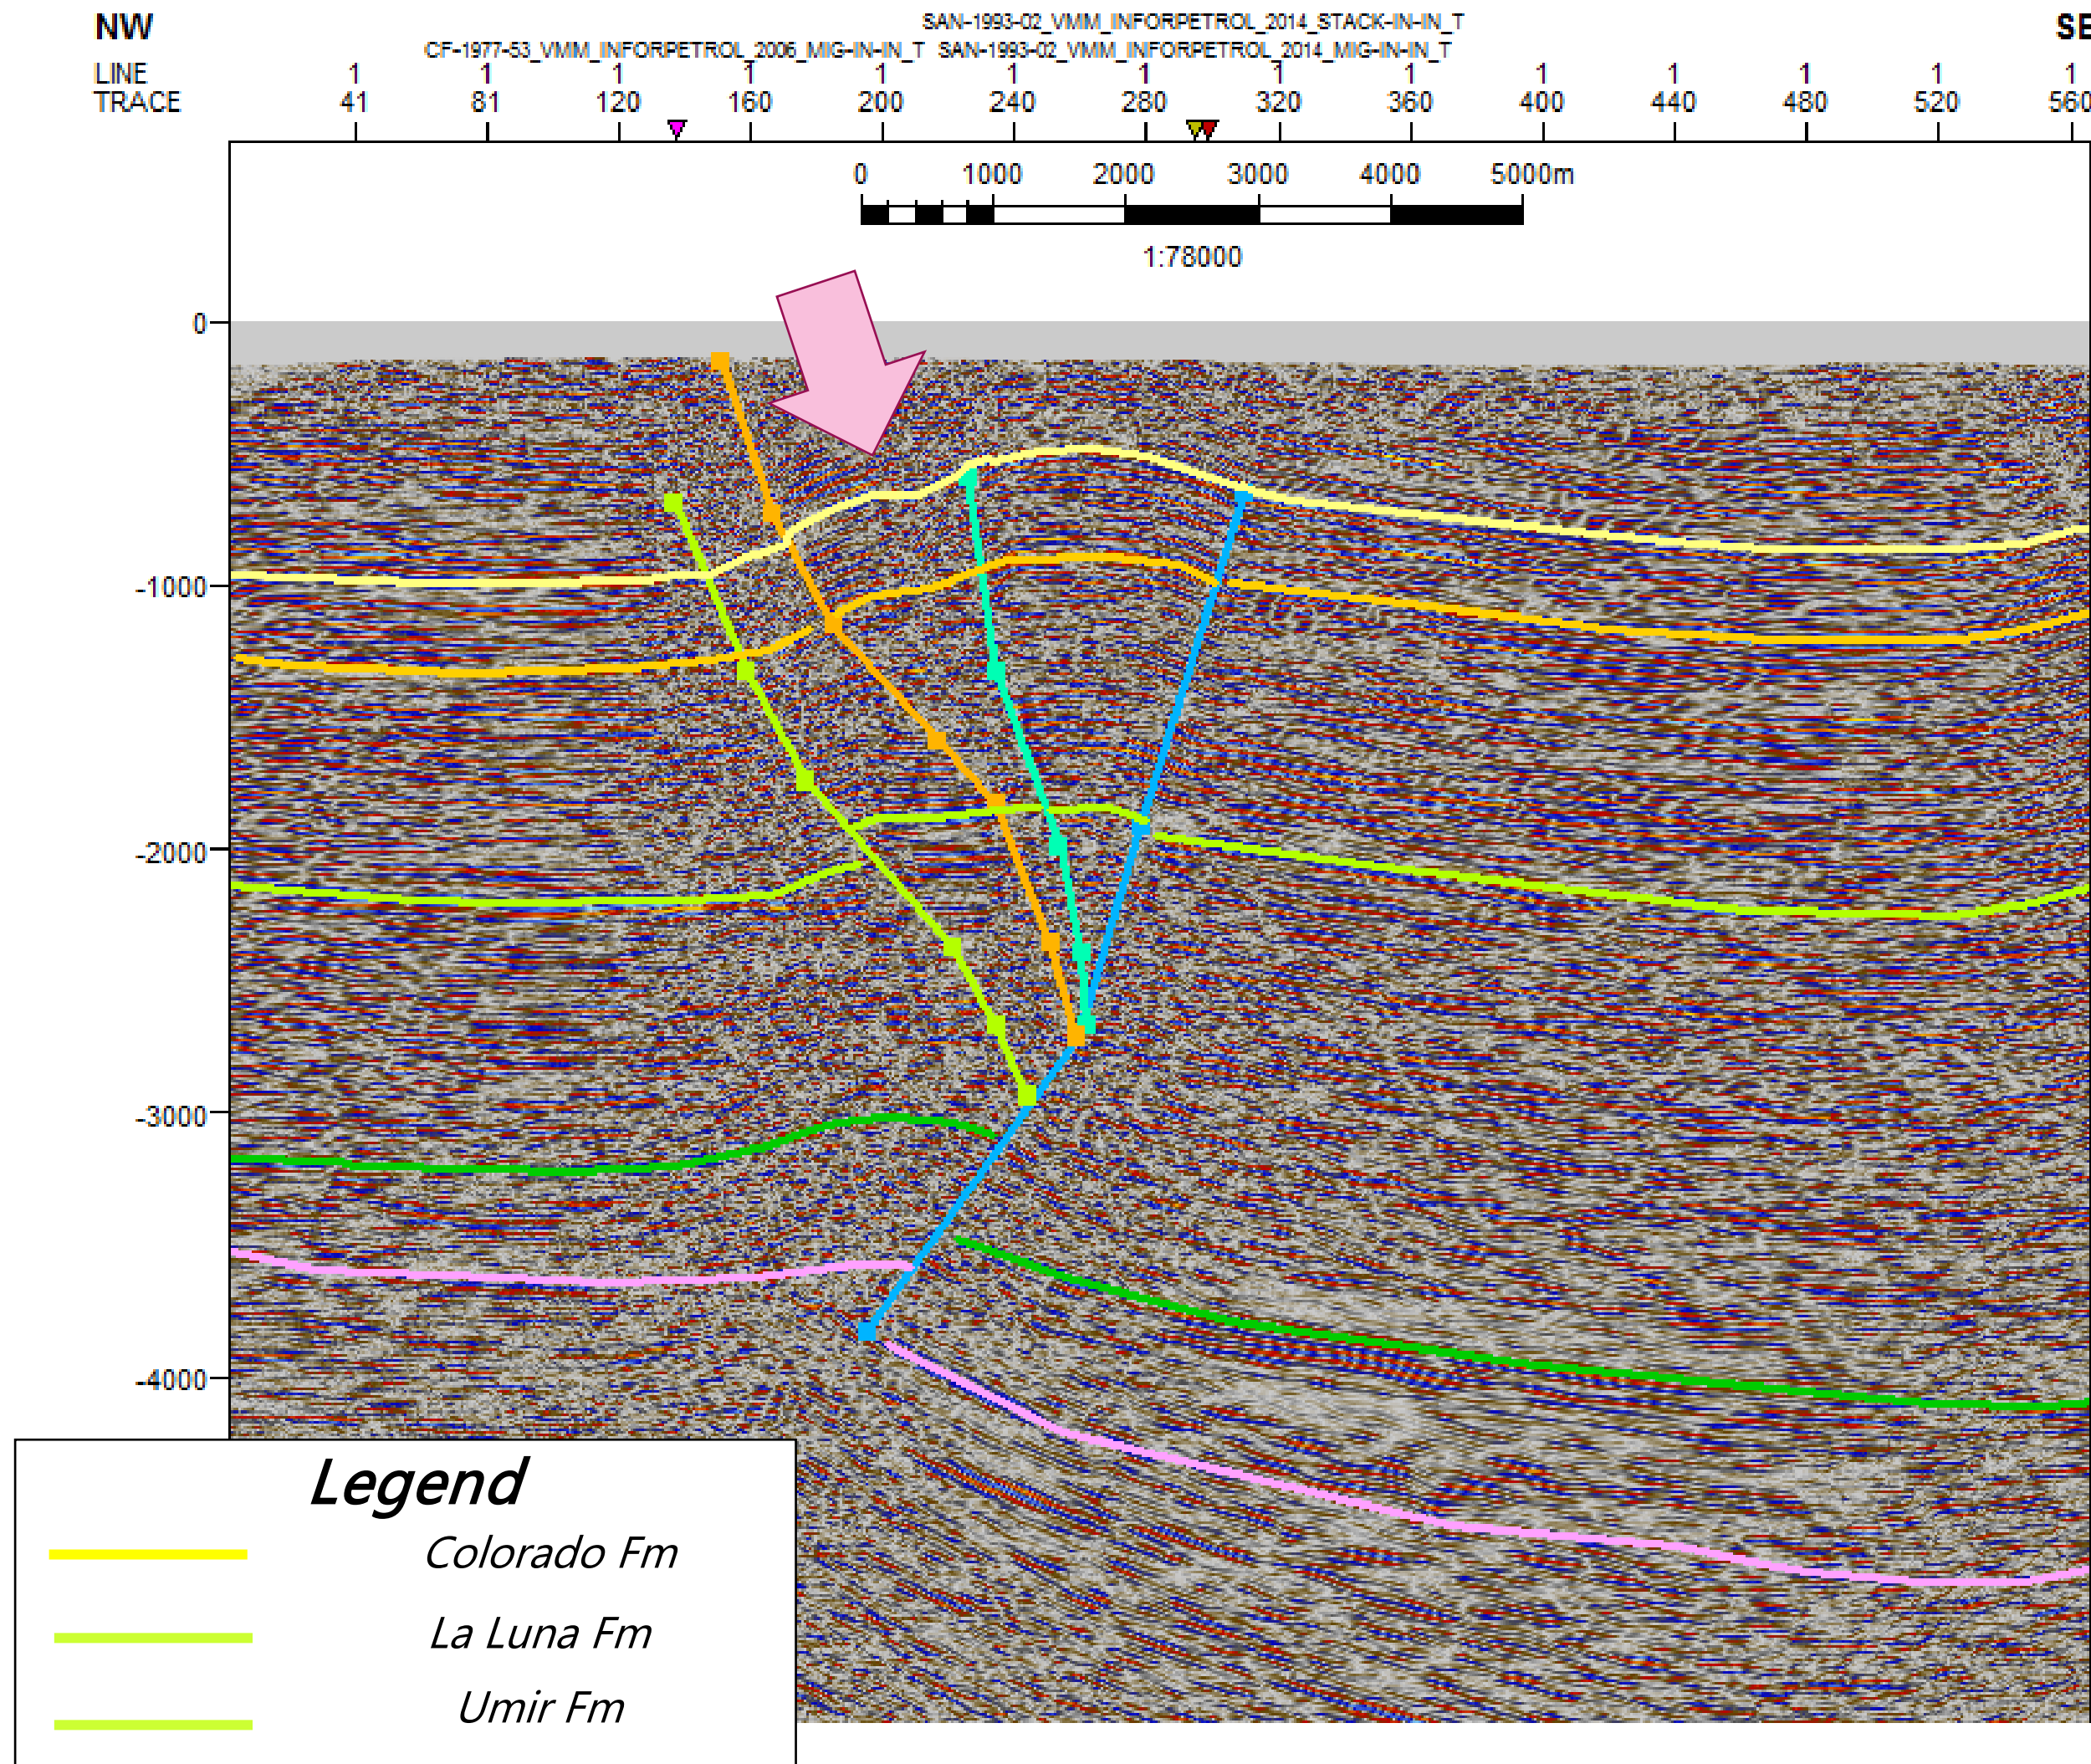 NW
SAN-1993-02_VMM_INFORPETROL_2014_STACK-IN-IN_T
SE
CF-1977-53_VMM_INFORPETROL_2006_MIG-IN-IN_T SAN-1993-02_VMM_INFORPETROL_2014_MIG-IN-IN_T
LINE 1 1 1 1 1 1 1 1 1 1 1 1 1 1
TRACE 41 81 120 160 200 240 280 320 360 400 440 480 520 560
0 1000 2000 3000 4000 5000m
1:78000
0
-1000
-2000
-3000
-4000
Legend
Colorado Fm
La Luna Fm
Umir Fm